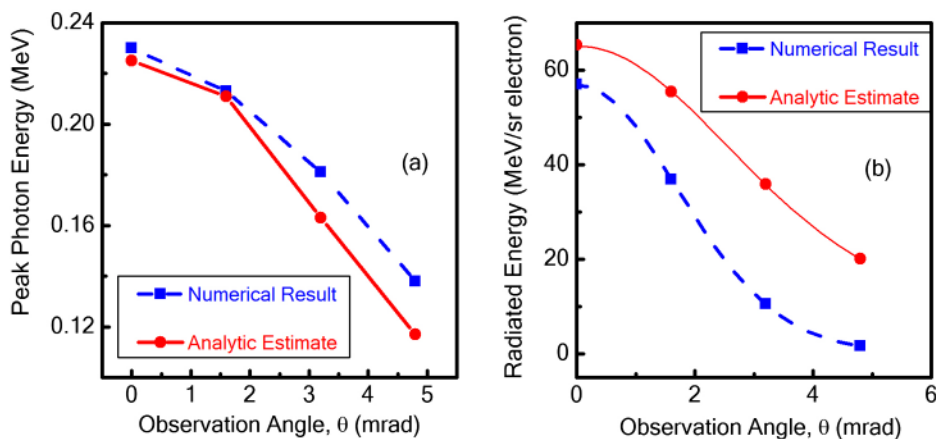 0.24
0.20
0.16
0.12
Peak Photon Energy (MeV)
(a)
Numerical Result
Analytic Estimate
0 1 2 3 4 5
Observation Angle, θ (mrad)
60
40
20
0
Radiated Energy (MeV/sr electron)
Numerical Result
Analytic Estimate
(b)
0 2 4 6
Observation Angle, θ (mrad)